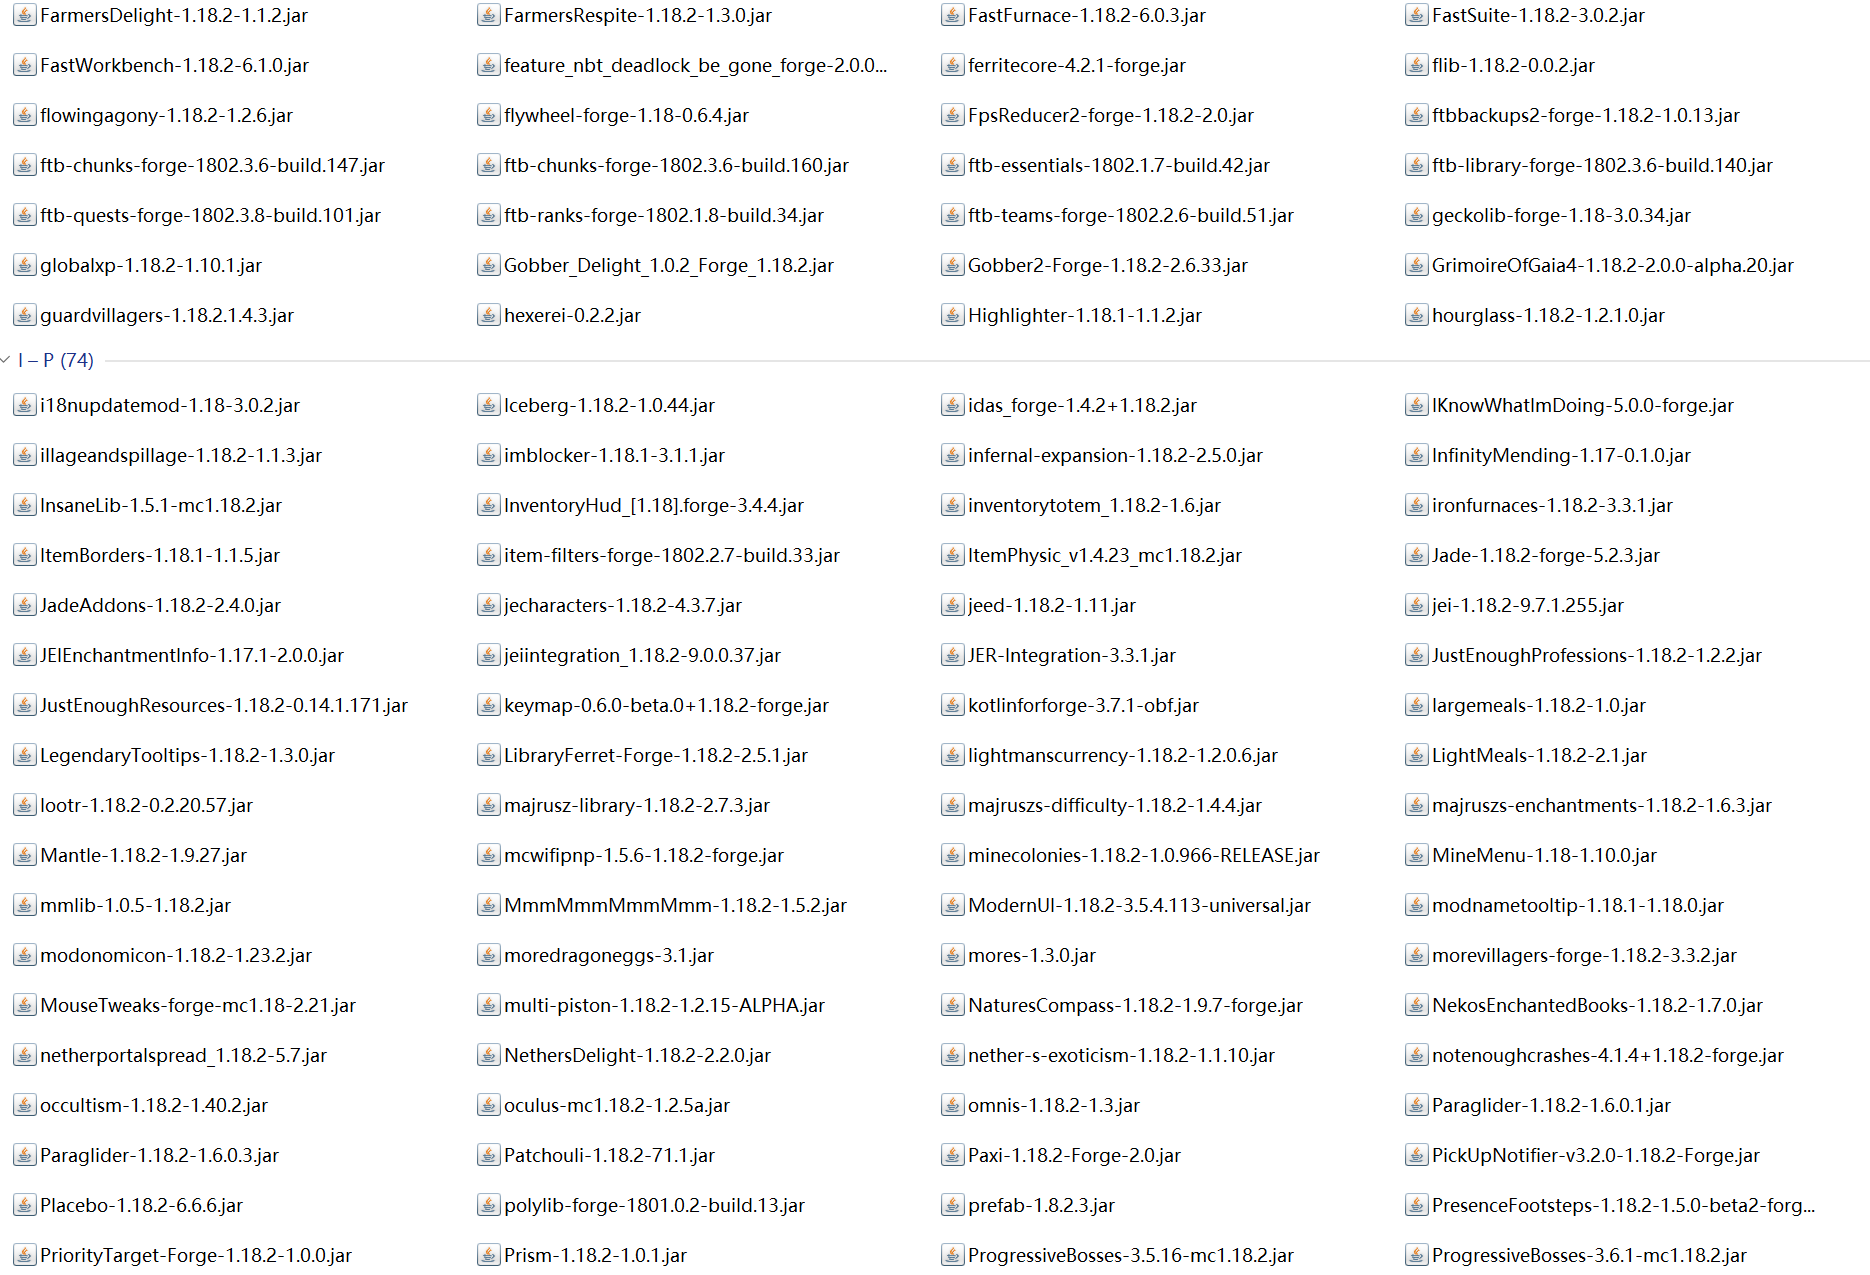 FarmersDelight-1.18.2-1.1.2.jar FarmersRespite-1.18.2-1.3.0.jar FastFurnace-1.18.2-6.0.3.jar FastSuite-1.18.2-3.0.2.jar
FastWorkbench-1.18.2-6.1.0.jar feature_nbt_deadlock_be_gone_forge-2.0.0... ferritecore-4.2.1-forge.jar flib-1.18.2-0.0.2.jar
flowingagony-1.18.2-1.2.6.jar flywheel-forge-1.18-0.6.4.jar FpsReducer2-forge-1.18.2-2.0.jar ftbbackups2-forge-1.18.2-1.0.13.jar
ftb-chunks-forge-1802.3.6-build.147.jar ftb-chunks-forge-1802.3.6-build.160.jar ftb-essentials-1802.1.7-build.42.jar ftb-library-forge-1802.3.6-build.140.jar
ftb-quests-forge-1802.3.8-build.101.jar ftb-ranks-forge-1802.1.8-build.34.jar ftb-teams-forge-1802.2.6-build.51.jar geckolib-forge-1.18-3.0.34.jar
globalxp-1.18.2-1.10.1.jar Gobber_Delight_1.0.2_Forge_1.18.2.jar Gobber2-Forge-1.18.2-2.6.33.jar GrimoireOfGaia4-1.18.2-2.0.0-alpha.20.jar
guardvillagers-1.18.2.1.4.3.jar hexerei-0.2.2.jar Highlighter-1.18.1-1.1.2.jar hourglass-1.18.2-1.2.1.0.jar
I – P (74)
i18nupdatemod-1.18-3.0.2.jar Iceberg-1.18.2-1.0.44.jar idas_forge-1.4.2+1.18.2.jar IKnowWhatImDoing-5.0.0-forge.jar
illageandspillage-1.18.2-1.1.3.jar imblocker-1.18.1-3.1.1.jar infernal-expansion-1.18.2-2.5.0.jar InfinityMending-1.17-0.1.0.jar
InsaneLib-1.5.1-mc1.18.2.jar InventoryHud_[1.18].forge-3.4.4.jar inventorytotem_1.18.2-1.6.jar ironfurnaces-1.18.2-3.3.1.jar
ItemBorders-1.18.1-1.1.5.jar item-filters-forge-1802.2.7-build.33.jar ItemPhysic_v1.4.23_mc1.18.2.jar Jade-1.18.2-forge-5.2.3.jar
JadeAddons-1.18.2-2.4.0.jar jecharacters-1.18.2-4.3.7.jar jeed-1.18.2-1.11.jar jei-1.18.2-9.7.1.255.jar
JEIEnchantmentInfo-1.17.1-2.0.0.jar jeiintegration_1.18.2-9.0.0.37.jar JER-Integration-3.3.1.jar JustEnoughProfessions-1.18.2-1.2.2.jar
JustEnoughResources-1.18.2-0.14.1.171.jar keymap-0.6.0-beta.0+1.18.2-forge.jar kotlinforforge-3.7.1-obf.jar largemeals-1.18.2-1.0.jar
LegendaryTooltips-1.18.2-1.3.0.jar LibraryFerret-Forge-1.18.2-2.5.1.jar lightmanscurrency-1.18.2-1.2.0.6.jar LightMeals-1.18.2-2.1.jar
lootr-1.18.2-0.2.20.57.jar majrusz-library-1.18.2-2.7.3.jar majruszs-difficulty-1.18.2-1.4.4.jar majruszs-enchantments-1.18.2-1.6.3.jar
Mantle-1.18.2-1.9.27.jar mcwifipnp-1.5.6-1.18.2-forge.jar minecolonies-1.18.2-1.0.966-RELEASE.jar MineMenu-1.18-1.10.0.jar
mmlib-1.0.5-1.18.2.jar MmmMmmMmmMmm-1.18.2-1.5.2.jar ModernUI-1.18.2-3.5.4.113-universal.jar modnametooltip-1.18.1-1.18.0.jar
modonomicon-1.18.2-1.23.2.jar moredragoneggs-3.1.jar mores-1.3.0.jar morevillagers-forge-1.18.2-3.3.2.jar
MouseTweaks-forge-mc1.18-2.21.jar multi-piston-1.18.2-1.2.15-ALPHA.jar NaturesCompass-1.18.2-1.9.7-forge.jar NekosEnchantedBooks-1.18.2-1.7.0.jar
netherportalspread_1.18.2-5.7.jar NethersDelight-1.18.2-2.2.0.jar nether-s-exoticism-1.18.2-1.1.10.jar notenoughcrashes-4.1.4+1.18.2-forge.jar
occultism-1.18.2-1.40.2.jar oculus-mc1.18.2-1.2.5a.jar omnis-1.18.2-1.3.jar Paraglider-1.18.2-1.6.0.1.jar
Paraglider-1.18.2-1.6.0.3.jar Patchouli-1.18.2-71.1.jar Paxi-1.18.2-Forge-2.0.jar PickUpNotifier-v3.2.0-1.18.2-Forge.jar
Placebo-1.18.2-6.6.6.jar polylib-forge-1801.0.2-build.13.jar prefab-1.8.2.3.jar PresenceFootsteps-1.18.2-1.5.0-beta2-forg...
PriorityTarget-Forge-1.18.2-1.0.0.jar Prism-1.18.2-1.0.1.jar ProgressiveBosses-3.5.16-mc1.18.2.jar ProgressiveBosses-3.6.1-mc1.18.2.jar